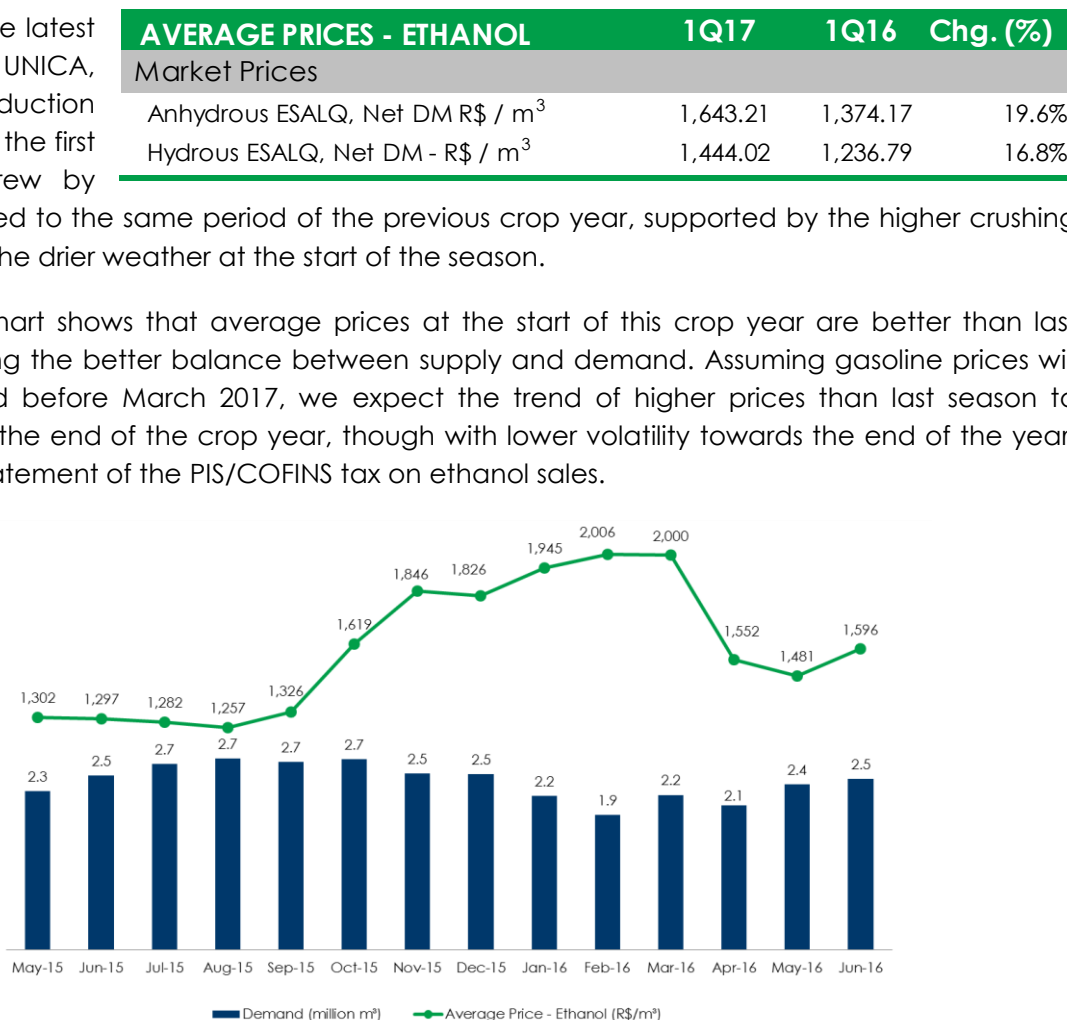 e latest
UNICA,
duction
the first
rew by
AVERAGE PRICES - ETHANOL 1Q17 1Q16 Chg. (%)
Market Prices
Anhydrous ESALQ, Net DM R$ / m³ 1,643.21 1,374.17 19.6%
Hydrous ESALQ, Net DM - R$ / m³ 1,444.02 1,236.79 16.8%
ed to the same period of the previous crop year, supported by the higher crushing
he drier weather at the start of the season.
hart shows that average prices at the start of this crop year are better than las
ng the better balance between supply and demand. Assuming gasoline prices wi
d before March 2017, we expect the trend of higher prices than last season to
the end of the crop year, though with lower volatility towards the end of the year
atement of the PIS/COFINS tax on ethanol sales.
1,302 1,297 1,282 1,257 1,326 1,619 1,846 1,826 1,945 2,006 2,000 1,552 1,481 1,596
2.3 2.5 2.7 2.7 2.7 2.7 2.5 2.5 2.2 1.9 2.2 2.1 2.4 2.5
May-15 Jun-15 Jul-15 Aug-15 Sep-15 Oct-15 Nov-15 Dec-15 Jan-16 Feb-16 Mar-16 Apr-16 May-16 Jun-16
Demand (million m³) Average Price - Ethanol (R$/m³)